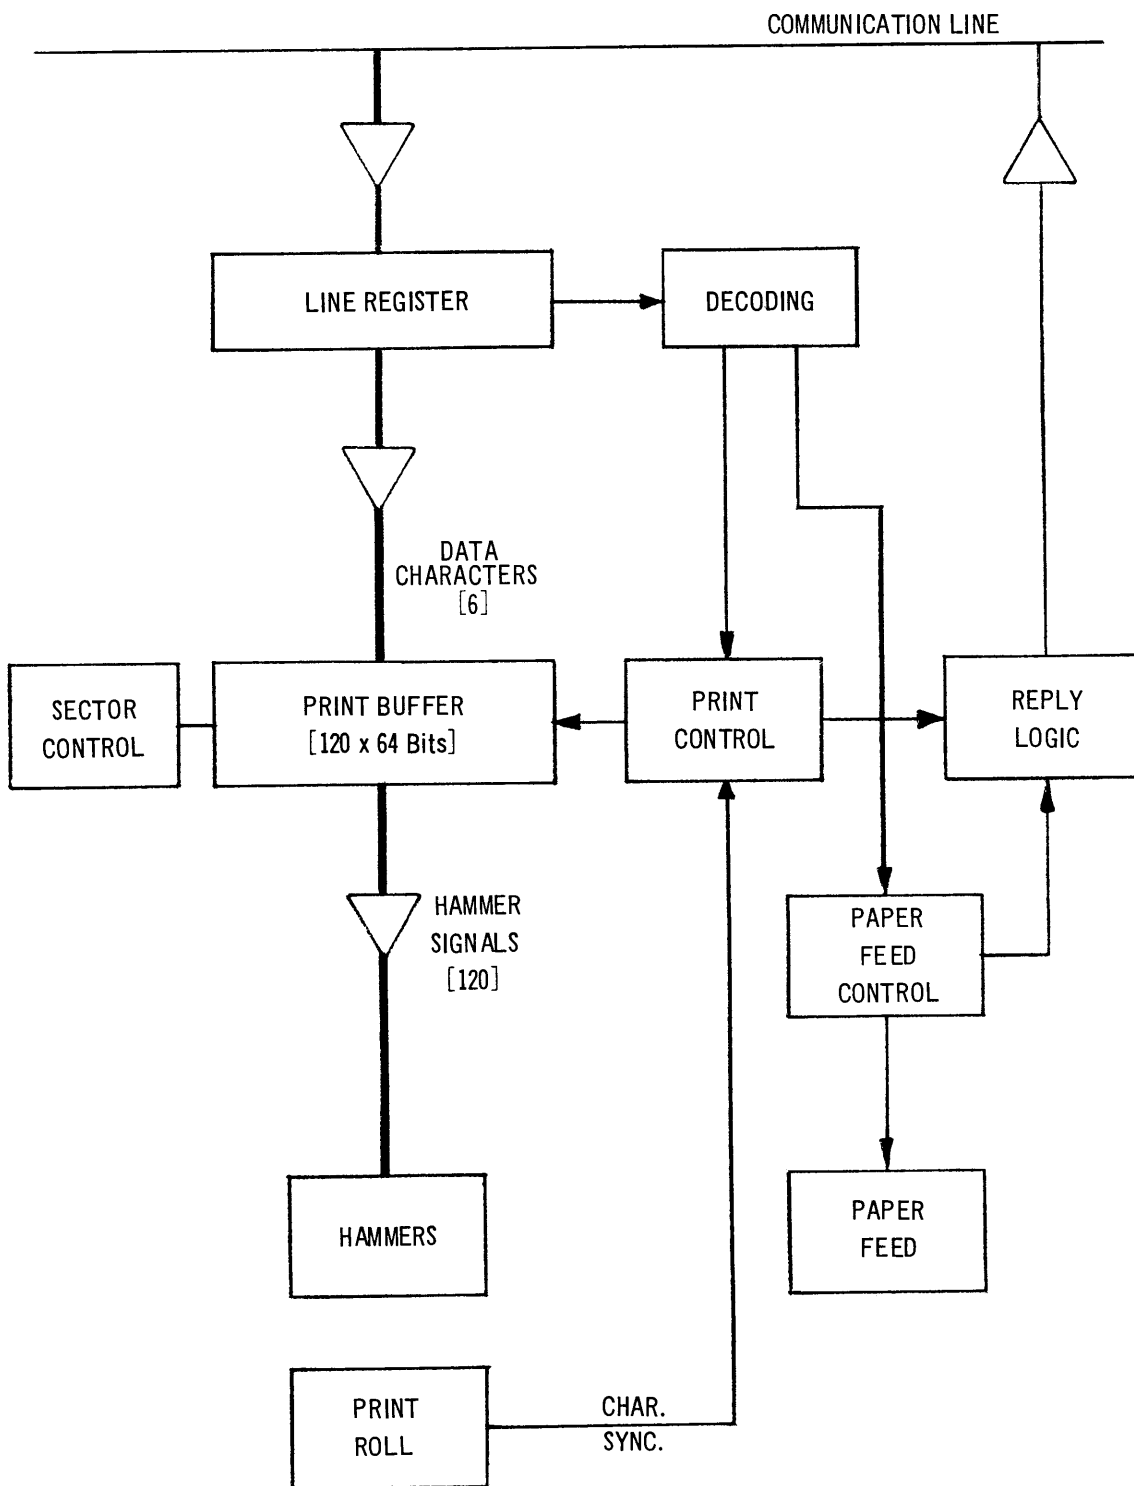 COMMUNICATION LINE
LINE REGISTER
DECODING
DATA
CHARACTERS
[6]
SECTOR
CONTROL
PRINT BUFFER
[120 x 64 Bits]
PRINT
CONTROL
REPLY
LOGIC
HAMMER
SIGNALS
[120]
PAPER
FEED
CONTROL
HAMMERS
PAPER
FEED
PRINT
ROLL
CHAR.
SYNC.